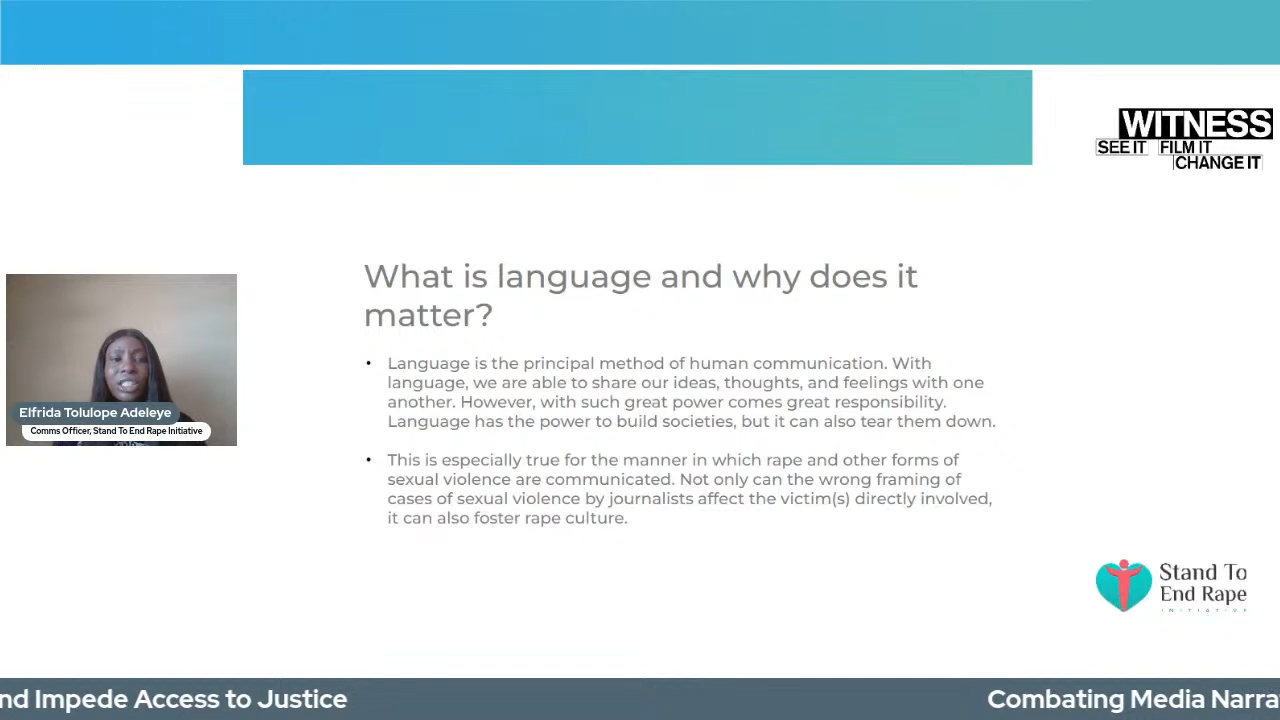 WITNESS
SEE IT FILM IT
CHANGE IT
What is language and why does it
matter?
• Language is the principal method of human communication. With
language, we are able to share our ideas, thoughts, and feelings with one
another. However, with such great power comes great responsibility.
Language has the power to build societies, but it can also tear them down.
• This is especially true for the manner in which rape and other forms of
sexual violence are communicated. Not only can the wrong framing of
cases of sexual violence by journalists affect the victim(s) directly involved,
it can also foster rape culture.
Elfrida Tolulope Adeleye
Comms Officer, Stand To End Rape Initiative
Stand To
End Rape
INITIATIVE
nd Impede Access to Justice
Combating Media Narra